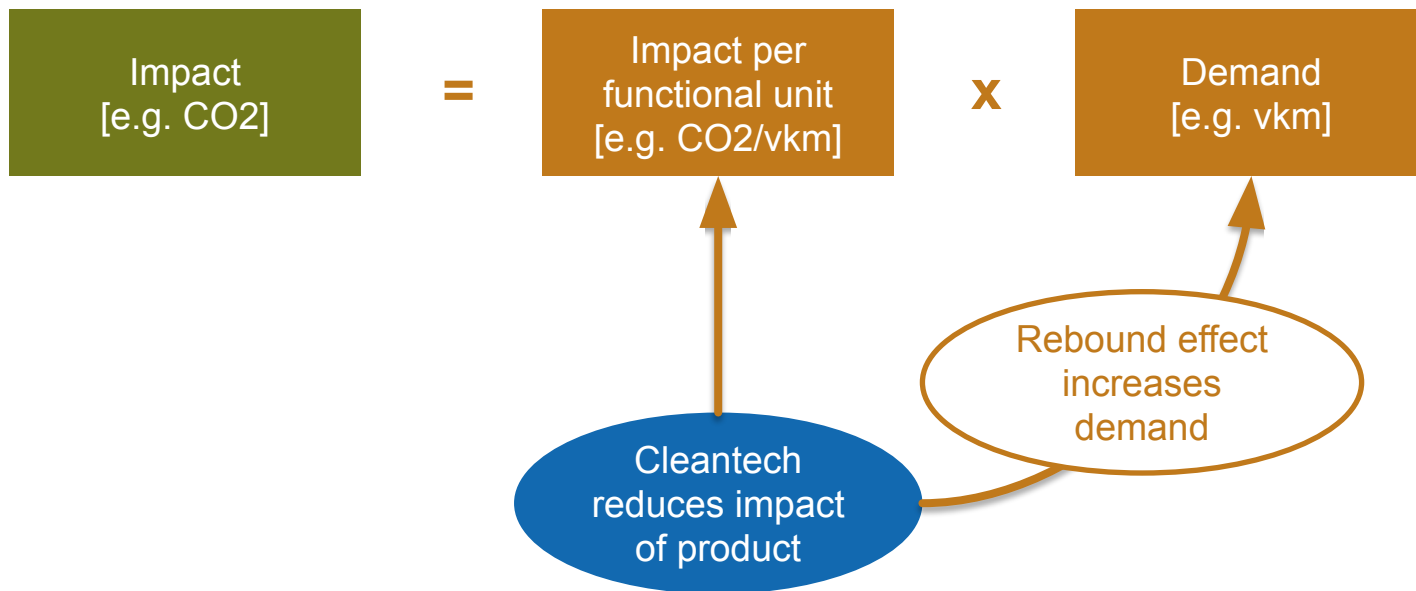 Impact
[e.g. CO2]
=
Impact per
functional unit
[e.g. CO2/vkm]
x
Demand
[e.g. vkm]
Rebound effect
increases
demand
Cleantech
reduces impact
of product